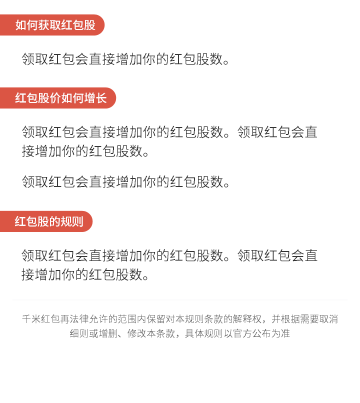 如何获取红包股
领取红包会直接增加你的红包股数。
红包股价如何增长
领取红包会直接增加你的红包股数。领取红包会直
接增加你的红包股数。
领取红包会直接增加你的红包股数。
红包股的规则
领取红包会直接增加你的红包股数。领取红包会直
接增加你的红包股数。
千米红包再法律允许的范围内保留对本规则条款的解释权，并根据需要取消
细则或增删、修改本条款，具体规则以官方公布为准